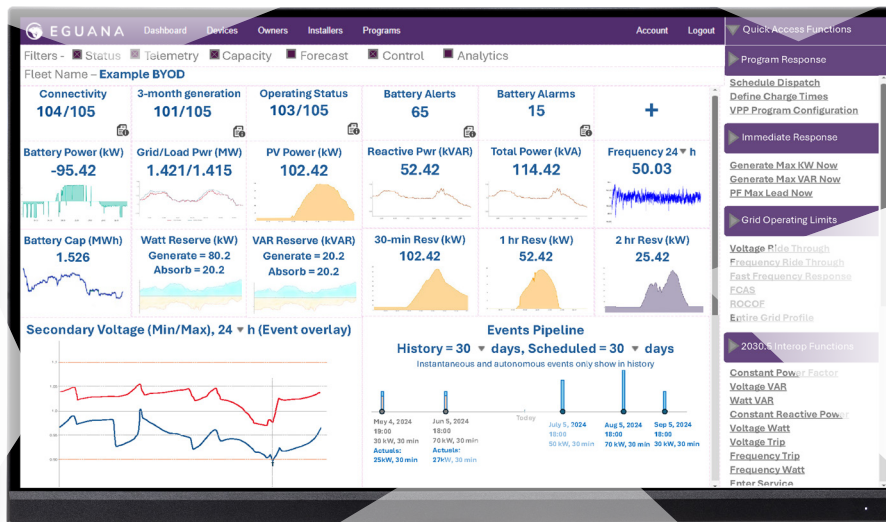 EGUANA Dashboard Devices Owners Installers Programs Account Logout
Filters - Status Telemetry Capacity Forecast Control Analytics
Fleet Name – Example BYOD
Connectivity
104/105
3-month generation
101/105
Operating Status
103/105
Battery Alerts
65
Battery Alarms
15
+
Battery Power (kW)
-95.42
Grid/Load Pwr (MW)
1.421/1.415
PV Power (kW)
102.42
Reactive Pwr (kVAR)
52.42
Total Power (kVA)
114.42
Frequency 24 h
50.03
Battery Cap (MWh)
1.526
Watt Reserve (kW)
Generate = 80.2
Absorb = 20.2
VAR Reserve (kVAR)
Generate = 20.2
Absorb = 20.2
30-min Resv (kW)
102.42
1 hr Resv (kW)
52.42
2 hr Resv (kW)
25.42
Secondary Voltage (Min/Max), 24 h (Event overlay)
Events Pipeline
History = 30 days, Scheduled = 30 days
Instantaneous and autonomous events only show in history
Today
May 4, 2024
18:00
30 kW, 30 min
Actuals:
25kW, 30 min
Jun 5, 2024
18:00
70 kW, 30 min
Actuals:
27kW, 30 min
July 5, 2024
18:00
50 kW, 30 min
Aug 5, 2024
18:00
70 kW, 30 min
Sep 5, 2024
18:00
30 kW, 30 min
Quick Access Functions
Program Response
Schedule Dispatch
Define Charge Times
VPP Program Configuration
Immediate Response
Generate Max KW Now
Generate Max VAR Now
PF Max Lead Now
Grid Operating Limits
Voltage Ride Through
Frequency Ride Through
Fast Frequency Response
FCAS
ROCOF
Entire Grid Profile
2030.5 Interop Functions
Constant Power Factor
Voltage VAR
Watt VAR
Constant Reactive Power
Voltage Watt
Voltage Trip
Frequency Trip
Frequency Watt
Enter Service